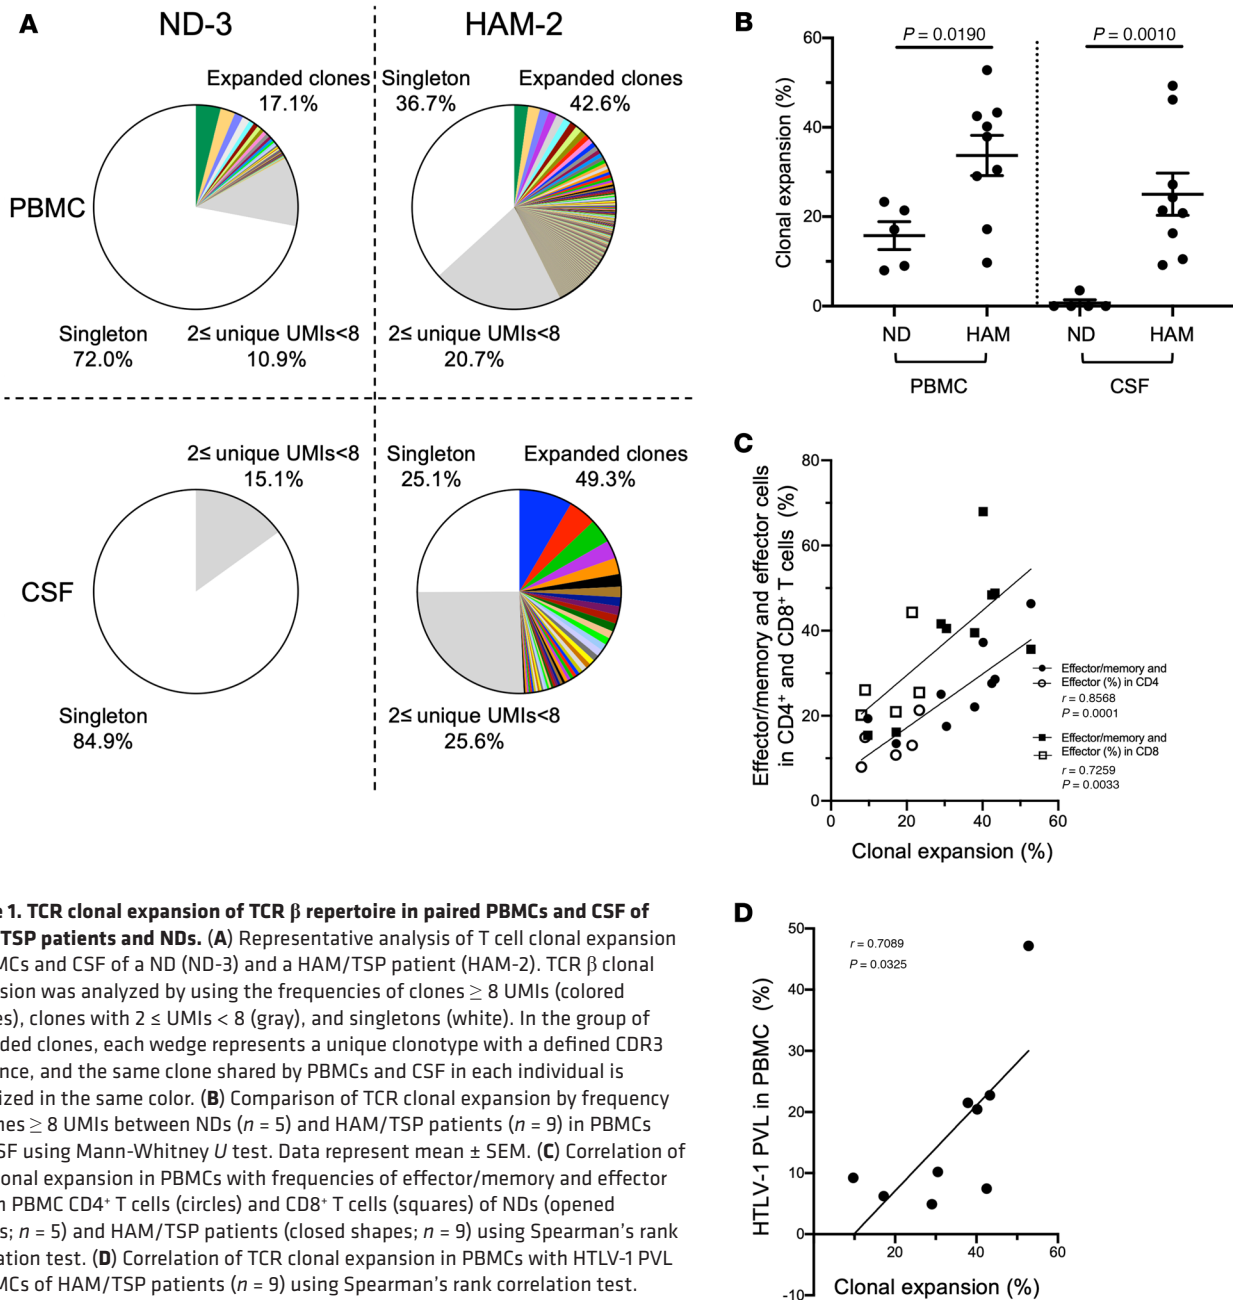 A
ND-3
HAM-2
Expanded clones
17.1%
Singleton
36.7%
Expanded clones
42.6%
PBMC
Singleton
72.0%
2≤ unique UMIs<8
10.9%
2≤ unique UMIs<8
20.7%
2≤ unique UMIs<8
15.1%
Singleton
25.1%
Expanded clones
49.3%
CSF
Singleton
84.9%
2≤ unique UMIs<8
25.6%
B
P = 0.0190
P = 0.0010
Clonal expansion (%)
60
40
20
0
ND
HAM
ND
HAM
PBMC
CSF
C
Effector/memory and effector cells
in CD4⁺ and CD8⁺ T cells (%)
80
60
40
20
0
0
20
40
60
Clonal expansion (%)
Effector/memory and
Effector (%) in CD4
r = 0.8568
P = 0.0001
Effector/memory and
Effector (%) in CD8
r = 0.7259
P = 0.0033
D
HTLV-1 PVL in PBMC (%)
50
40
30
20
10
0
-10
r = 0.7089
P = 0.0325
20
40
60
Clonal expansion (%)
1. TCR clonal expansion of TCR β repertoire in paired PBMCs and CSF of
TSP patients and NDs. (A) Representative analysis of T cell clonal expansion
MCs and CSF of a ND (ND-3) and a HAM/TSP patient (HAM-2). TCR β clonal
sion was analyzed by using the frequencies of clones ≥ 8 UMIs (colored
es), clones with 2 ≤ UMIs < 8 (gray), and singletons (white). In the group of
ded clones, each wedge represents a unique clonotype with a defined CDR3
nce, and the same clone shared by PBMCs and CSF in each individual is
ized in the same color. (B) Comparison of TCR clonal expansion by frequency
nes ≥ 8 UMIs between NDs (n = 5) and HAM/TSP patients (n = 9) in PBMCs
SF using Mann-Whitney U test. Data represent mean ± SEM. (C) Correlation of
onal expansion in PBMCs with frequencies of effector/memory and effector
n PBMC CD4⁺ T cells (circles) and CD8⁺ T cells (squares) of NDs (opened
s; n = 5) and HAM/TSP patients (closed shapes; n = 9) using Spearman's rank
ation test. (D) Correlation of TCR clonal expansion in PBMCs with HTLV-1 PVL
MCs of HAM/TSP patients (n = 9) using Spearman's rank correlation test.